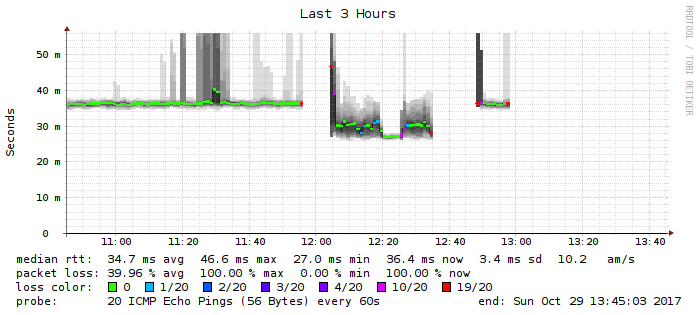 Last 3 Hours
RRDTOOL / TOBI OETIKER
Seconds
50 m
40 m
30 m
20 m
10 m
0
11:00 11:20 11:40 12:00 12:20 12:40 13:00 13:20 13:40
median rtt: 34.7 ms avg 46.6 ms max 27.0 ms min 36.4 ms now 3.4 ms sd 10.2 am/s
packet loss: 39.96 % avg 100.00 % max 0.00 % min 100.00 % now
loss color: 0 1/20 2/20 3/20 4/20 10/20 19/20
probe: 20 ICMP Echo Pings (56 Bytes) every 60s end: Sun Oct 29 13:45:03 2017